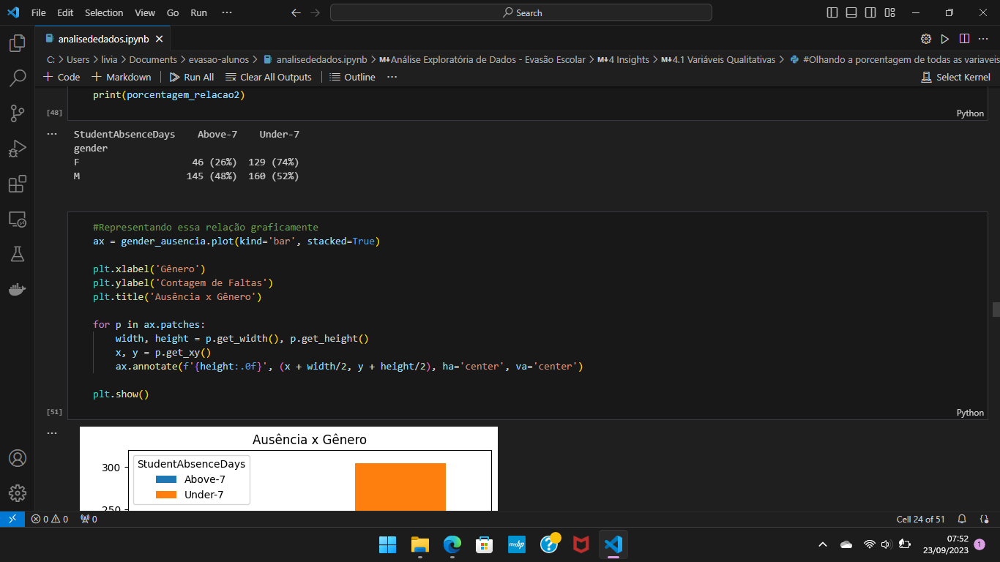 File Edit Selection View Go Run ··· Search
analisededados.ipynb
C: > Users > livia > Documents > evasao-alunos > analisededados.ipynb > M↓Análise Exploratória de Dados - Evasão Escolar > M↓4 Insights > M↓4.1 Variáveis Qualitativas > #Olhando a porcentagem de todas as variaveis
Code Markdown Run All Clear All Outputs Outline ··· Select Kernel
print(porcentagem_relacao2)
[48] Python
StudentAbsenceDays Above-7 Under-7
gender
F 46 (26%) 129 (74%)
M 145 (48%) 160 (52%)
#Representando essa relação graficamente
ax = gender_ausencia.plot(kind='bar', stacked=True)
plt.xlabel('Gênero')
plt.ylabel('Contagem de Faltas')
plt.title('Ausência x Gênero')
for p in ax.patches:
width, height = p.get_width(), p.get_height()
x, y = p.get_xy()
ax.annotate(f'{height:.0f}', (x + width/2, y + height/2), ha='center', va='center')
plt.show()
[51] Python
Ausência x Gênero
300
StudentAbsenceDays
Above-7
Under-7
250
0 0 0 Cell 24 of 51
myhp
07:52
23/09/2023 1